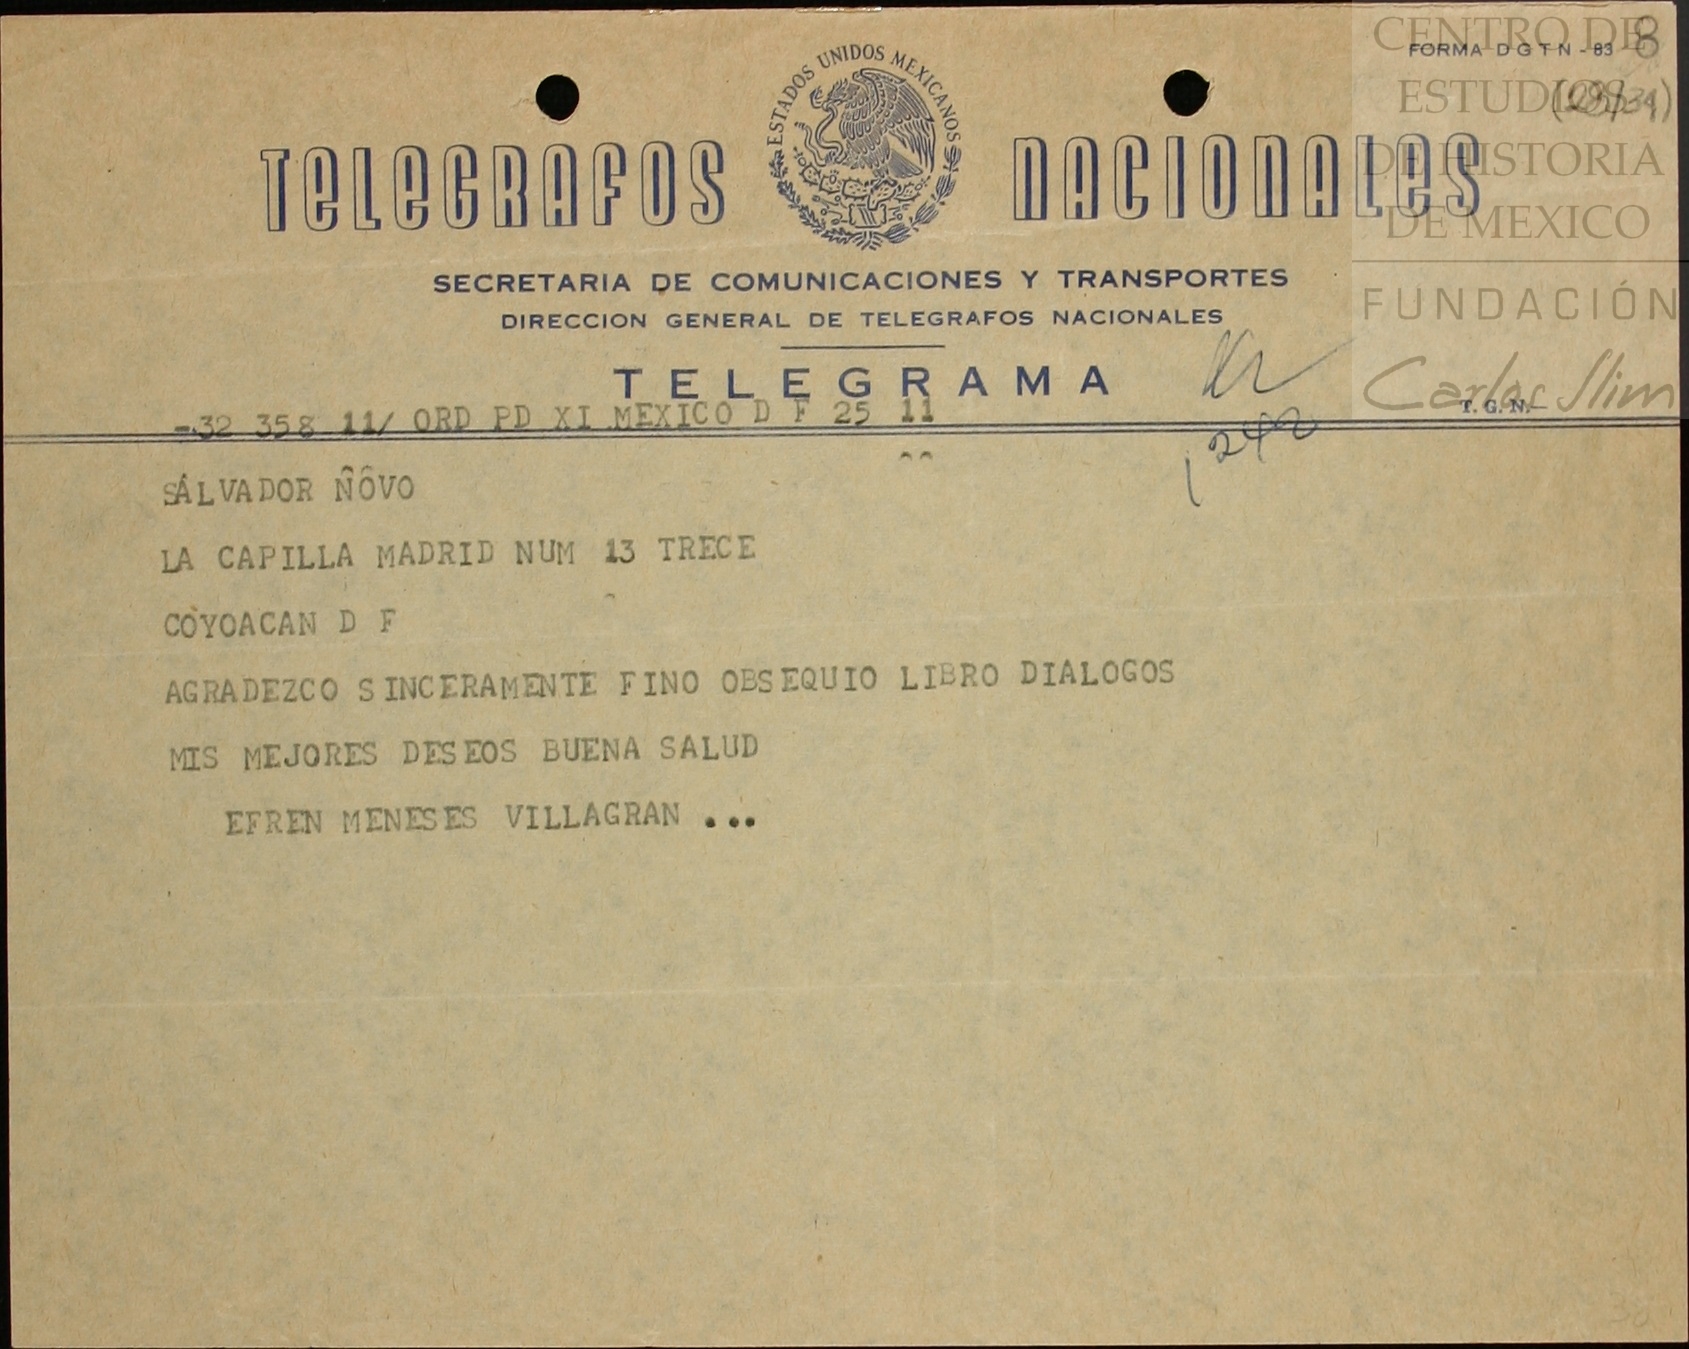 CENTRO DE
ESTUDIOS
DE HISTORIA
DE MEXICO
FUNDACIÓN
Carlos Slim
FORMA DGTN - 83
ESTADOS UNIDOS MEXICANOS
TELEGRAFOS NACIONALES
SECRETARIA DE COMUNICACIONES Y TRANSPORTES
DIRECCION GENERAL DE TELEGRAFOS NACIONALES
TELEGRAMA
T. G. N.
-32 358 11/ ORD PD XI MEXICO D F 25 11
1242
SALVADOR NOVO
LA CAPILLA MADRID NUM 13 TRECE
COYOACAN D F
AGRADEZCO SINCERAMENTE FINO OBSEQUIO LIBRO DIALOGOS
MIS MEJORES DESEOS BUENA SALUD
EFREN MENESES VILLAGRAN ...